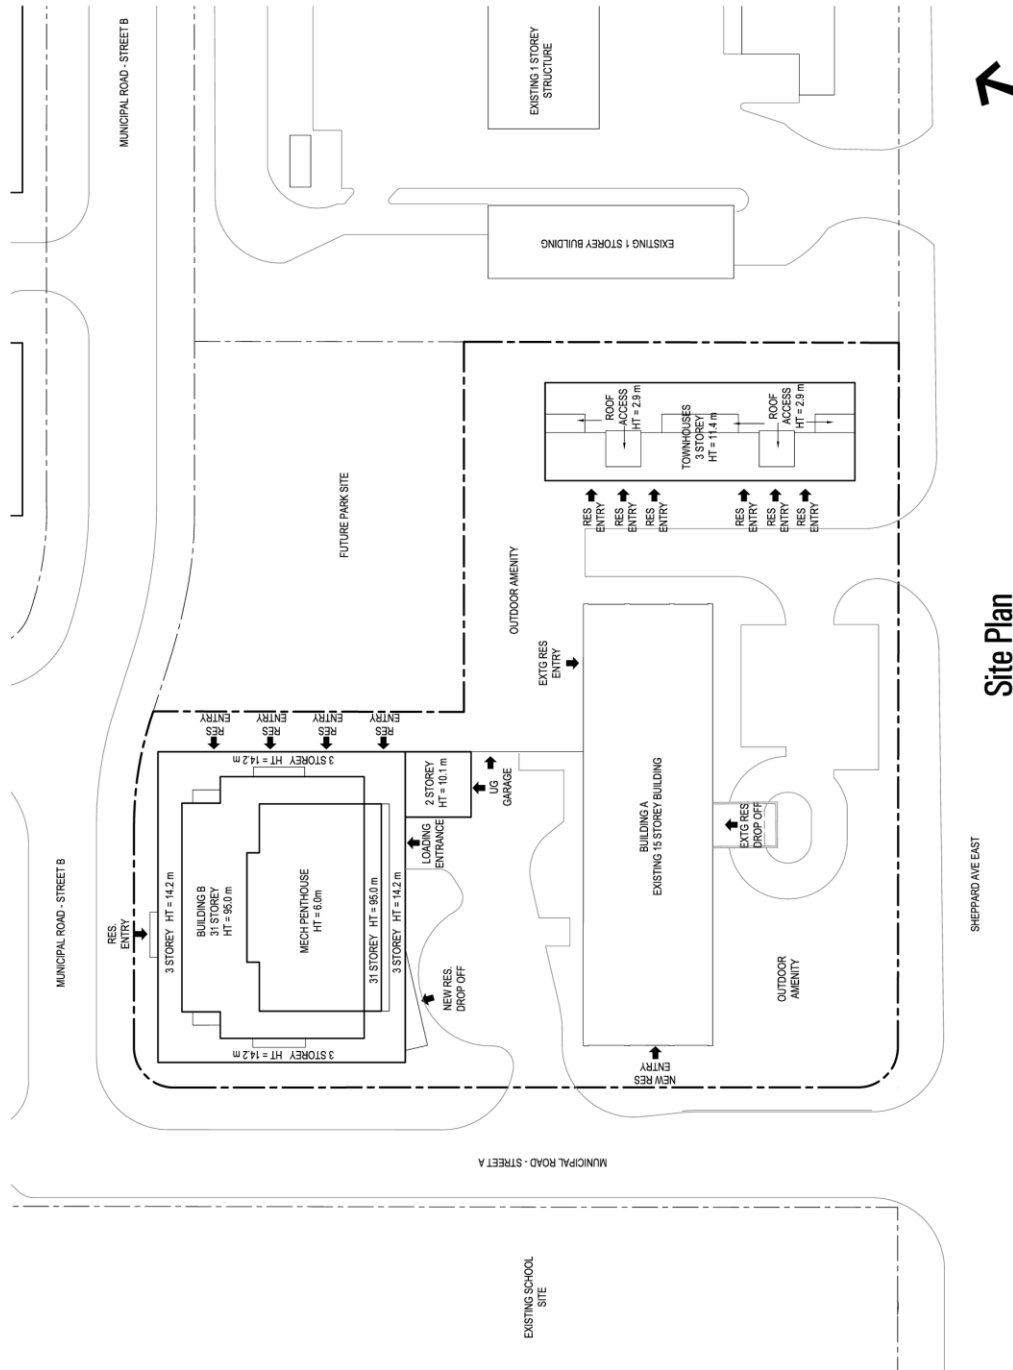 MUNICIPAL ROAD - STREET B
EXISTING 1 STOREY
STRUCTURE
EXISTING 1 STOREY BUILDING
FUTURE PARK SITE
ROOF
ACCESS
HT = 2.9 m
TOWNHOUSES
3 STOREY
HT = 11.4 m
ROOF
ACCESS
HT = 2.9 m
RES
ENTRY
RES
ENTRY
RES
ENTRY
RES
ENTRY
RES
ENTRY
RES
ENTRY
OUTDOOR AMENITY
EXTG RES
ENTRY
RES
ENTRY
RES
ENTRY
RES
ENTRY
RES
ENTRY
3 STOREY HT = 14.2 m
2 STOREY
HT = 10.1 m
UG
GARAGE
LOADING
ENTRANCE
MUNICIPAL ROAD - STREET B
RES.
ENTRY
3 STOREY HT = 14.2 m
BUILDING B
31 STOREY
HT = 95.0 m
MECH PENTHOUSE
HT = 6.0m
31 STOREY HT = 95.0 m
3 STOREY HT = 14.2 m
3 STOREY HT = 14.2 m
NEW RES.
DROP OFF
BUILDING A
EXISTING 15 STOREY BUILDING
EXTG RES.
DROP OFF
OUTDOOR
AMENITY
NEW RES
ENTRY
SHEPPARD AVE EAST
MUNICIPAL ROAD - STREET A
EXISTING SCHOOL
SITE
Site Plan